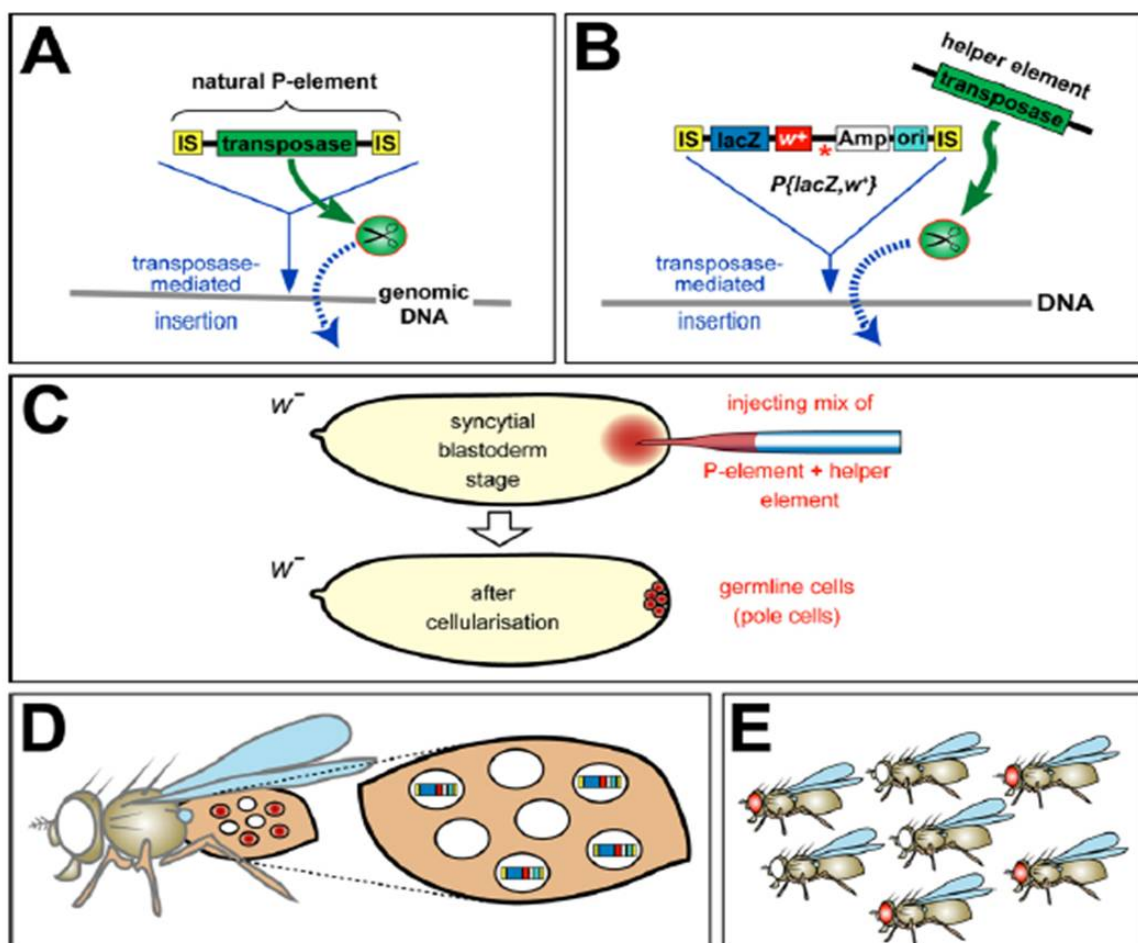 A
natural P-element
IS transposase IS
transposase-
mediated
insertion
genomic
DNA
B
helper element
transposase
IS lacZ w⁺ * Amp ori IS
P{lacZ,w⁺}
transposase-
mediated
insertion
DNA
C
w⁻
syncytial
blastoderm
stage
injecting mix of
P-element + helper
element
w⁻
after
cellularisation
germline cells
(pole cells)
D
E